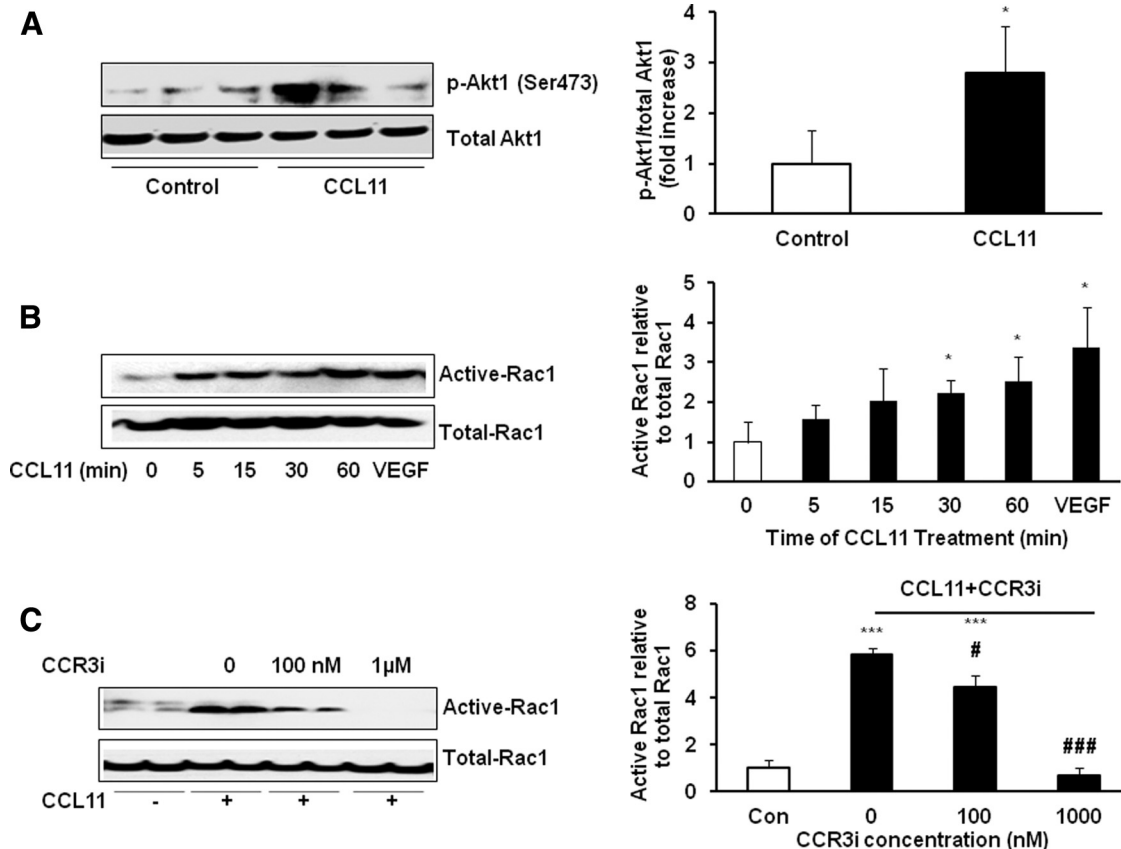 A
p-Akt1 (Ser473)
Total Akt1
Control CCL11
p-Akt1/total Akt1
(fold increase)
4
3
2
1
0
*
Control CCL11
B
Active-Rac1
Total-Rac1
CCL11 (min) 0 5 15 30 60 VEGF
Active Rac1 relative
to total Rac1
5
4
3
2
1
0
* * *
0 5 15 30 60 VEGF
Time of CCL11 Treatment (min)
C
CCR3i 0 100 nM 1µM
Active-Rac1
Total-Rac1
CCL11 - + + +
CCL11+CCR3i
Active Rac1 relative
to total Rac1
8
6
4
2
0
*** ***
#
###
Con 0 100 1000
CCR3i concentration (nM)